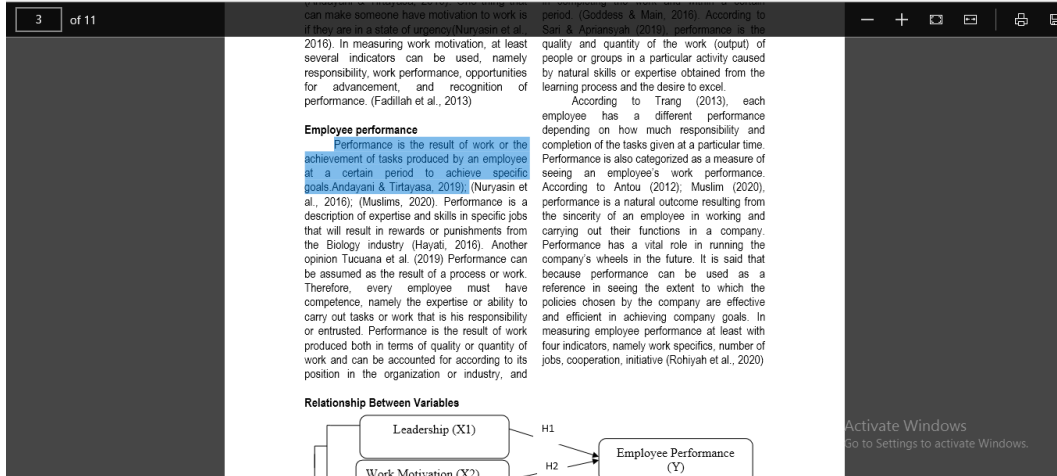 3 of 11
(Andayani & Tirtayasa, 2019). One thing that
can make someone have motivation to work is
if they are in a state of urgency(Nuryasin et al.,
2016). In measuring work motivation, at least
several indicators can be used, namely
responsibility, work performance, opportunities
for advancement, and recognition of
performance. (Fadillah et al., 2013)
Employee performance
Performance is the result of work or the
achievement of tasks produced by an employee
at a certain period to achieve specific
goals.Andayani & Tirtayasa, 2019); (Nuryasin et
al., 2016); (Muslims, 2020). Performance is a
description of expertise and skills in specific jobs
that will result in rewards or punishments from
the Biology industry (Hayati, 2016). Another
opinion Tucuana et al. (2019) Performance can
be assumed as the result of a process or work.
Therefore, every employee must have
competence, namely the expertise or ability to
carry out tasks or work that is his responsibility
or entrusted. Performance is the result of work
produced both in terms of quality or quantity of
work and can be accounted for according to its
position in the organization or industry, and
in completing the work and within a certain
period. (Goddess & Main, 2016). According to
Sari & Apriansyah (2019), performance is the
quality and quantity of the work (output) of
people or groups in a particular activity caused
by natural skills or expertise obtained from the
learning process and the desire to excel.
According to Trang (2013), each
employee has a different performance
depending on how much responsibility and
completion of the tasks given at a particular time.
Performance is also categorized as a measure of
seeing an employee's work performance.
According to Antou (2012); Muslim (2020),
performance is a natural outcome resulting from
the sincerity of an employee in working and
carrying out their functions in a company.
Performance has a vital role in running the
company's wheels in the future. It is said that
because performance can be used as a
reference in seeing the extent to which the
policies chosen by the company are effective
and efficient in achieving company goals. In
measuring employee performance at least with
four indicators, namely work specifics, number of
jobs, cooperation, initiative (Rohiyah et al., 2020)
Relationship Between Variables
Leadership (X1)
H1
Employee Performance
(Y)
H2
Work Motivation (X2)
Activate Windows
Go to Settings to activate Windows.